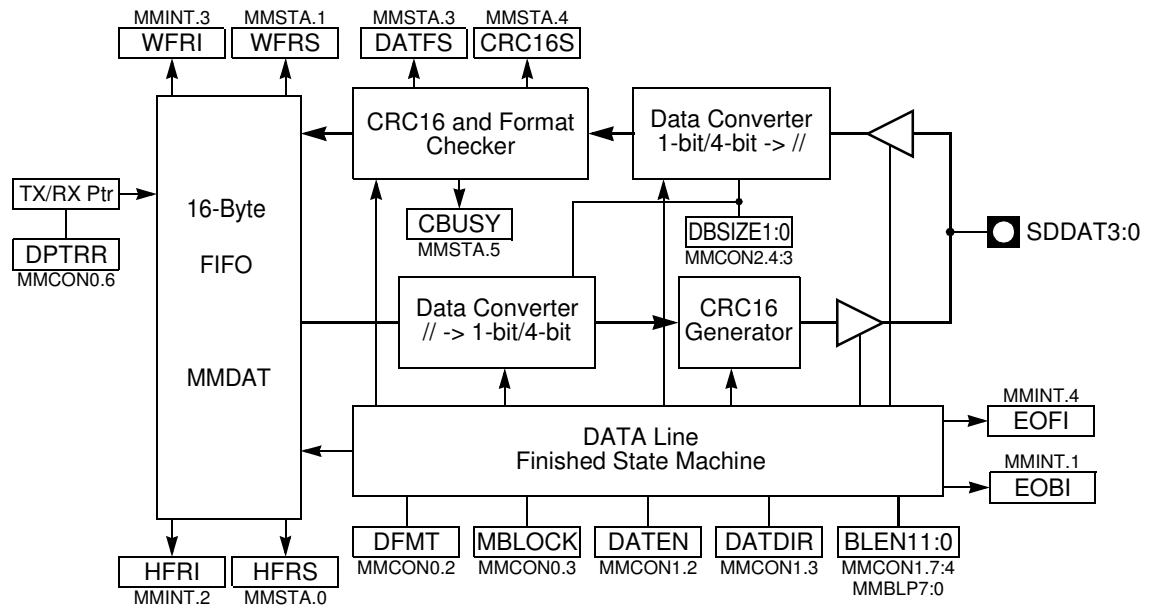 MMINT.3
MMSTA.1
MMSTA.3
MMSTA.4
WFRI
WFRS
DATFS
CRC16S
CRC16 and Format
Checker
Data Converter
1-bit/4-bit -> //
TX/RX Ptr
DPTRR
MMCON0.6
16-Byte
FIFO
MMDAT
CBUSY
MMSTA.5
DBSIZE1:0
MMCON2.4:3
SDDAT3:0
Data Converter
// -> 1-bit/4-bit
CRC16
Generator
DATA Line
Finished State Machine
MMINT.4
EOFI
MMINT.1
EOBI
HFRI
MMINT.2
HFRS
MMSTA.0
DFMT
MMCON0.2
MBLOCK
MMCON0.3
DATEN
MMCON1.2
DATDIR
MMCON1.3
BLEN11:0
MMCON1.7:4
MMBLP7:0